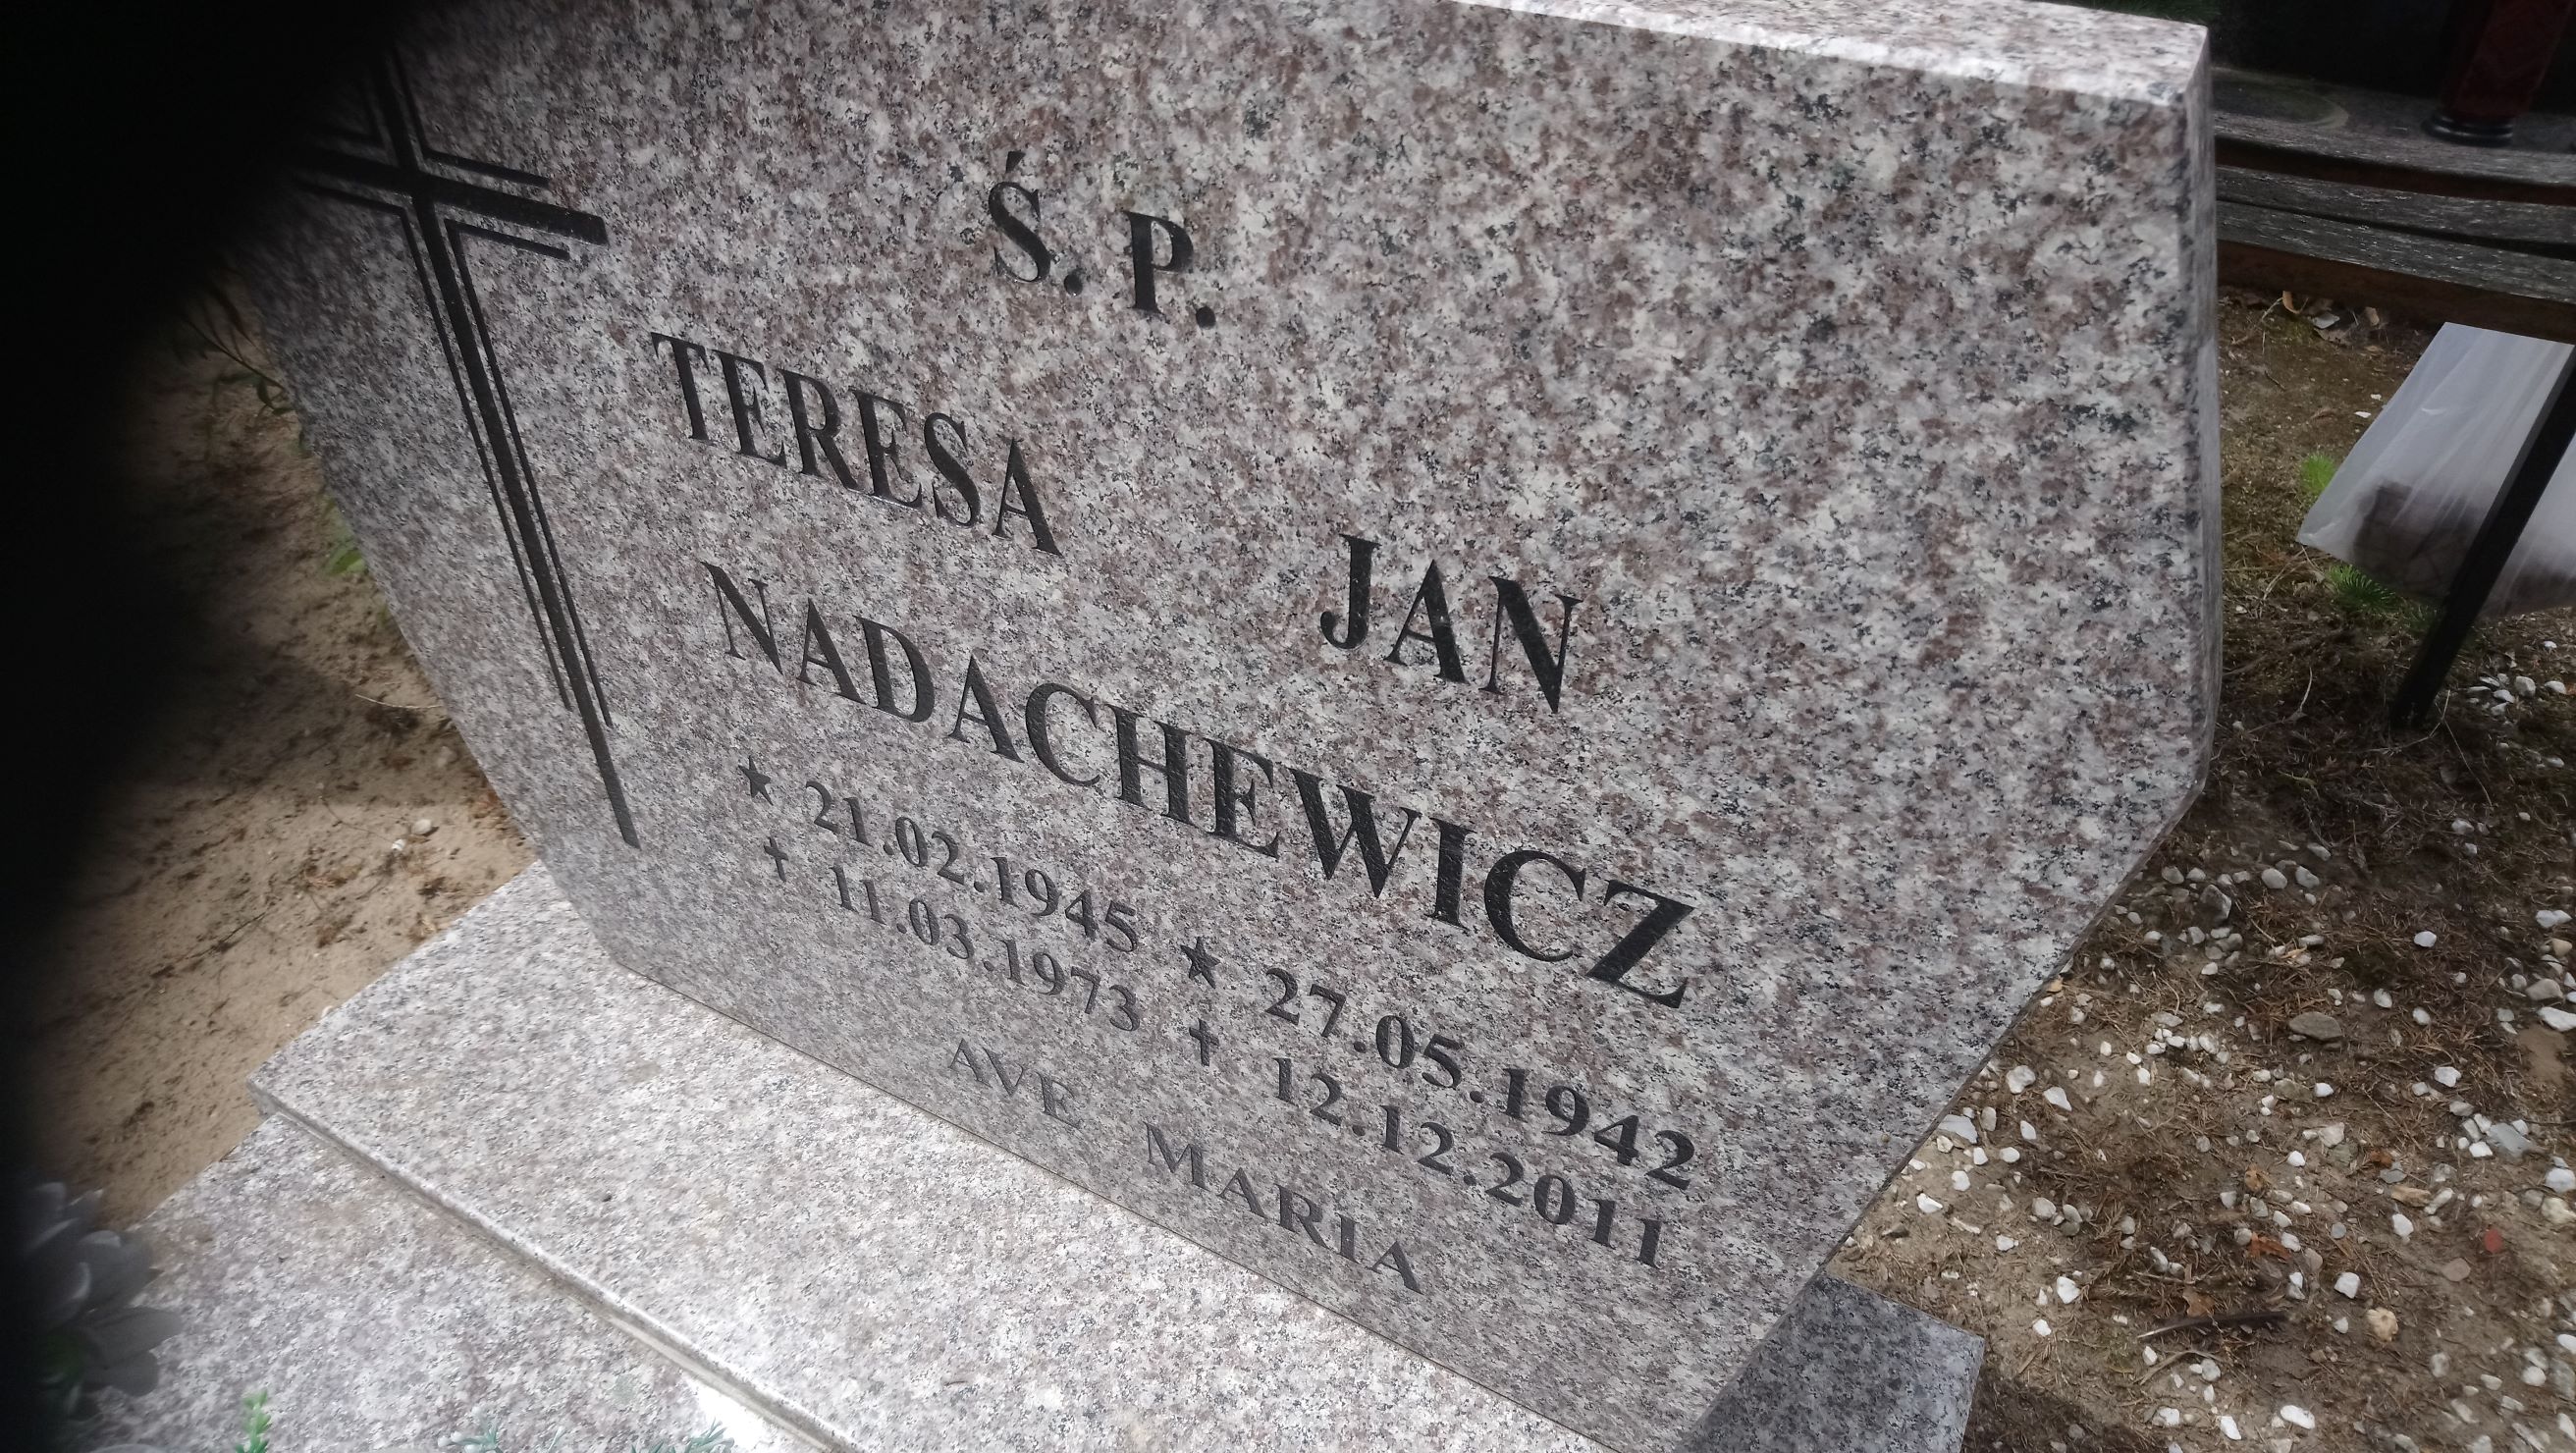 Ś. P.
TERESA JAN
NADACHEWICZ
★ 21.02.1945 ★ 27.05.1942
✝ 11.03.1973 ✝ 12.12.2011
AVE MARIA